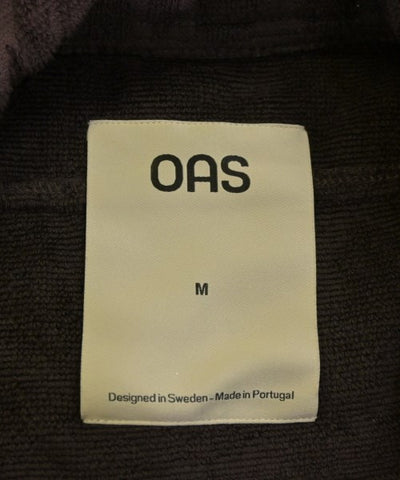 OAS
M
Designed in Sweden - Made in Portugal